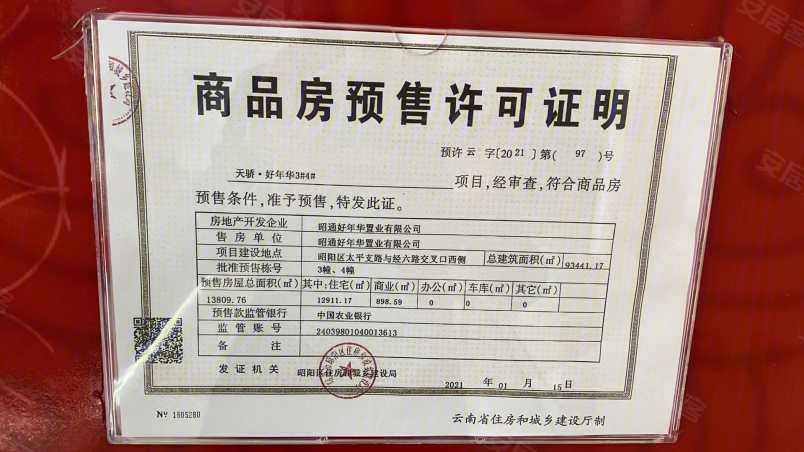 商品房预售许可证明
预许 云 字[2021]第( 97 )号
天骄·好年华3#4# 项目,经审查,符合商品房
预售条件,准予预售,特发此证。
房地产开发企业 昭通好年华置业有限公司
售房单位 昭通好年华置业有限公司
项目建设地点 昭阳区太平支路与经六路交叉口西侧 总建筑面积(㎡) 93441.17
批准预售栋号 3幢、4幢
预售房屋总面积(㎡) 其中:住宅(㎡) 商业(㎡) 办公(㎡) 车库(㎡) 其它(㎡)
13809.76 12911.17 898.59 0 0 0
预售款监管银行 中国农业银行
监管账号 24039801040013613
备注
发证机关 昭阳区住房和城乡建设局 2021 年 01 月 15 日
№ 1605280
云南省住房和城乡建设厅制
安居客